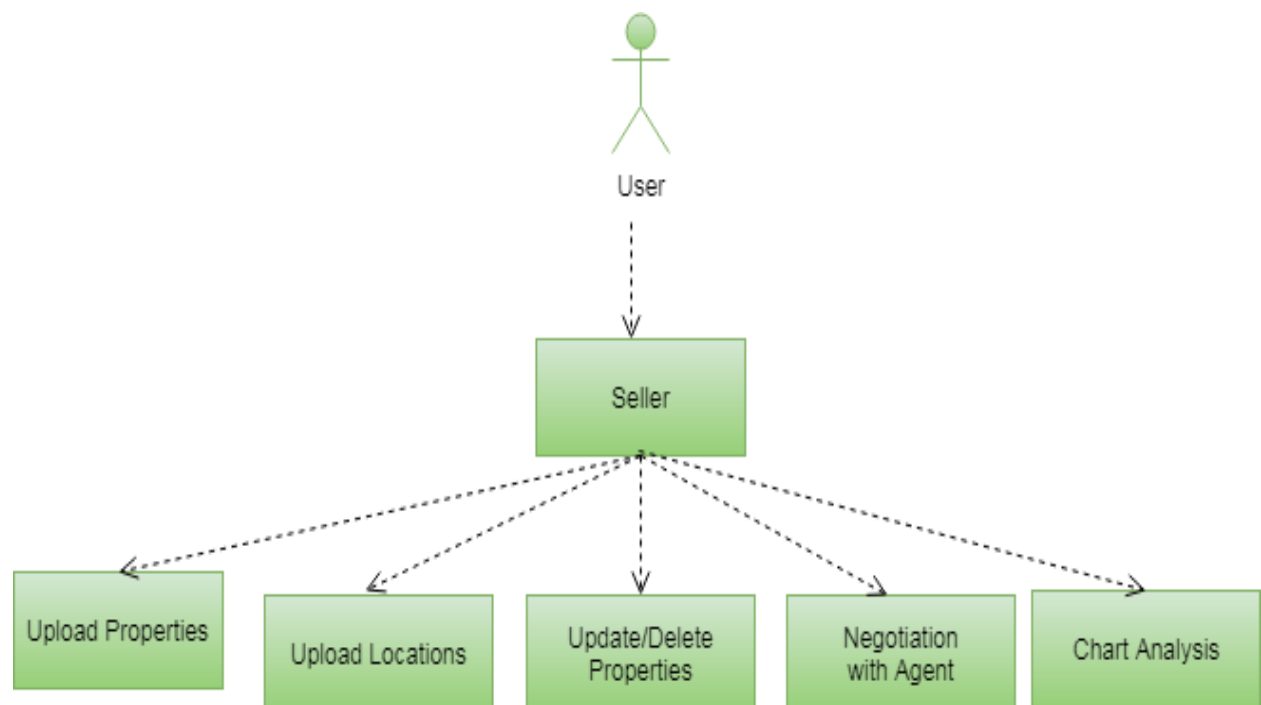 User
Seller
Upload Properties
Upload Locations
Update/Delete
Properties
Negotiation
with Agent
Chart Analysis